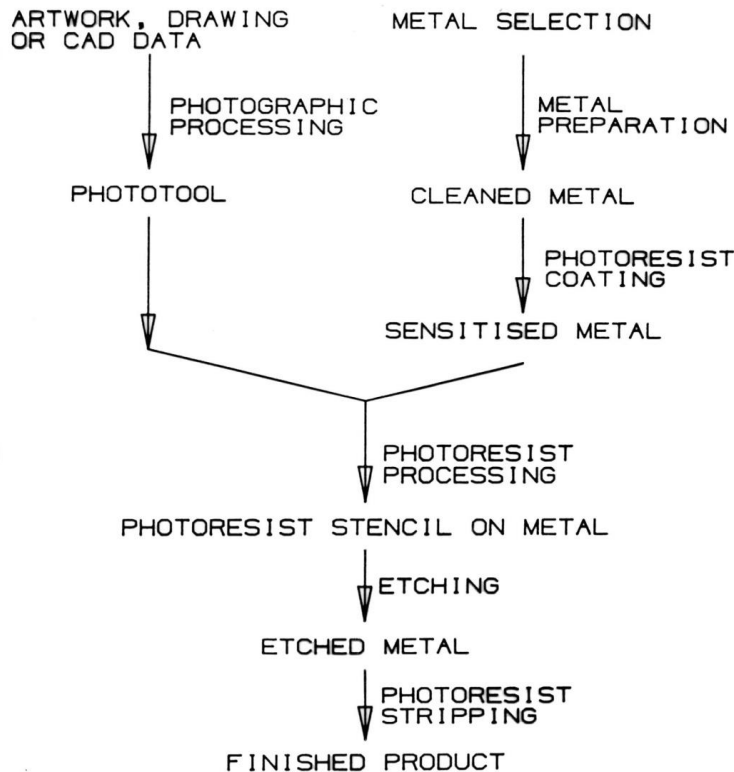 ARTWORK, DRAWING
OR CAD DATA
METAL SELECTION
PHOTOGRAPHIC
PROCESSING
METAL
PREPARATION
PHOTOTOOL
CLEANED METAL
PHOTORESIST
COATING
SENSITISED METAL
PHOTORESIST
PROCESSING
PHOTORESIST STENCIL ON METAL
ETCHING
ETCHED METAL
PHOTORESIST
STRIPPING
FINISHED PRODUCT